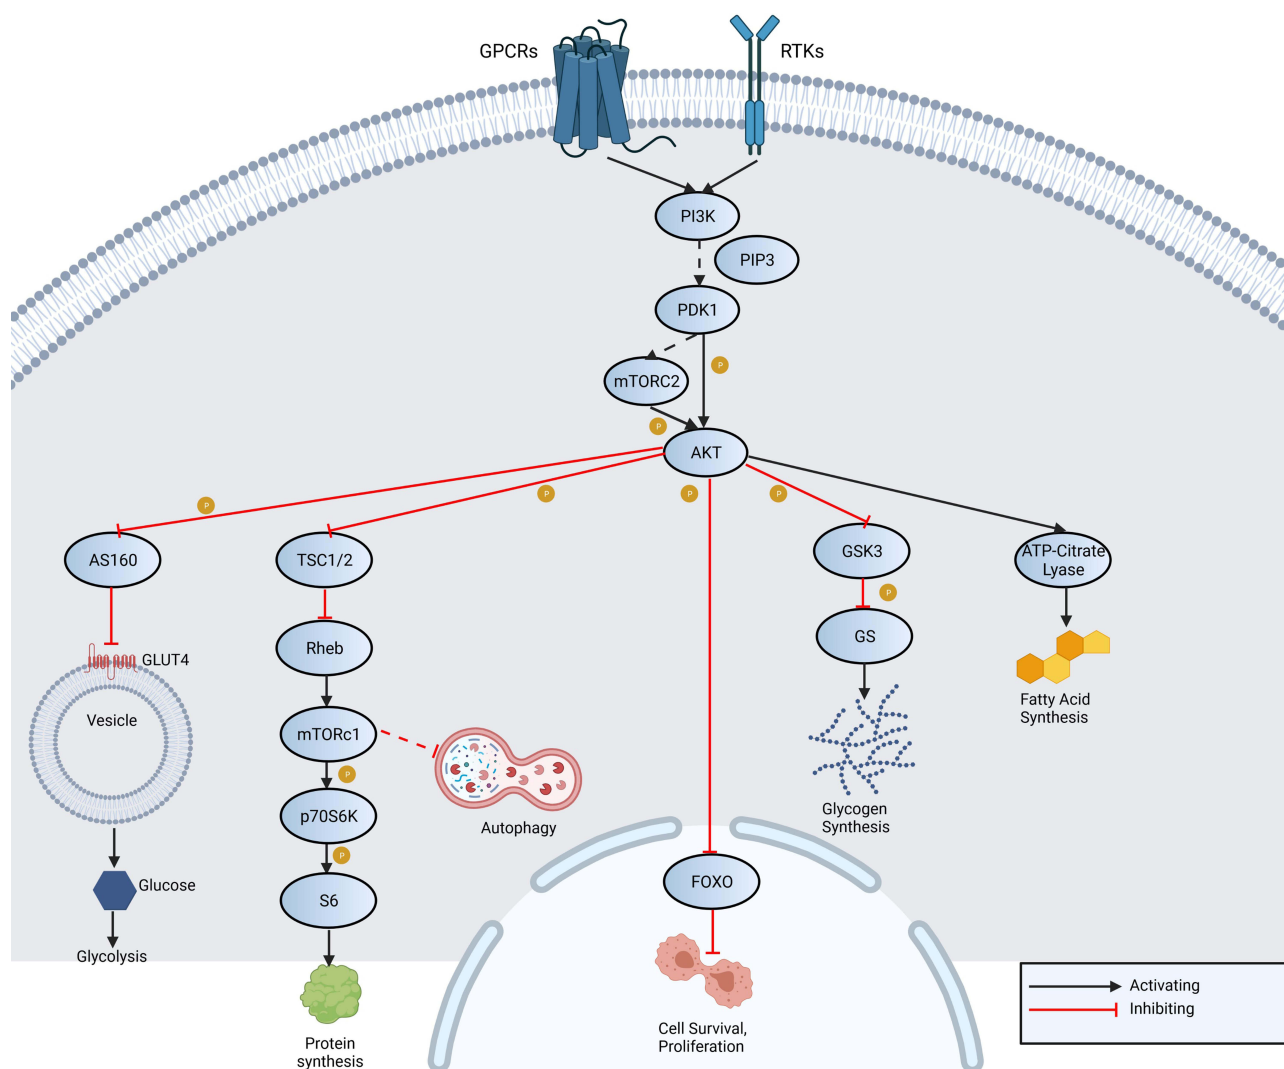 GPCRs
RTKs
PI3K
PIP3
PDK1
mTORC2
P
P
AKT
P
P
P
P
AS160
TSC1/2
GSK3
ATP-Citrate
Lyase
P
Rheb
GS
GLUT4
Vesicle
mTORc1
Fatty Acid
Synthesis
P
p70S6K
Autophagy
Glycogen
Synthesis
P
Glucose
S6
FOXO
Glycolysis
Protein
synthesis
Cell Survival,
Proliferation
Activating
Inhibiting